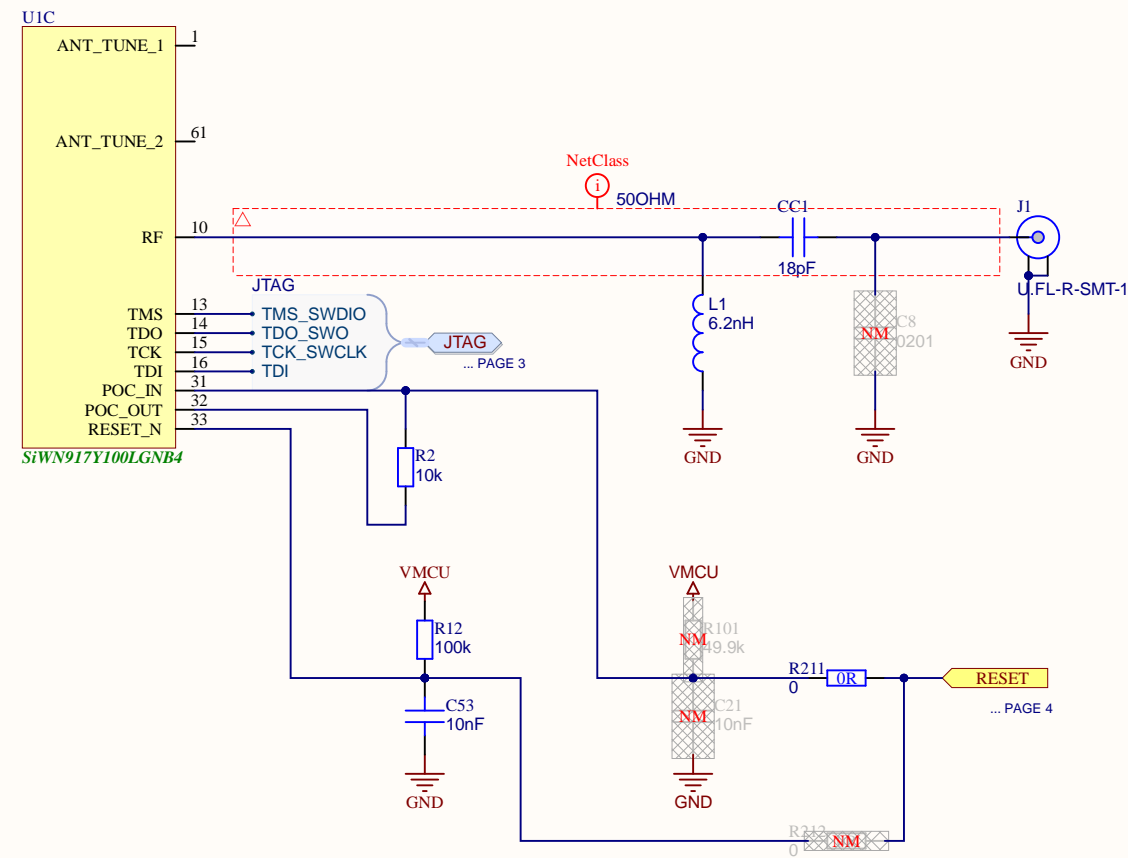 U1C
ANT_TUNE_1
1
ANT_TUNE_2
61
NetClass
i
50OHM
RF
10
CC1
18pF
J1
U.FL-R-SMT-1
GND
L1
6.2nH
GND
NM
C8
0201
GND
JTAG
TMS
13
TMS_SWDIO
TDO
14
TDO_SWO
TCK
15
TCK_SWCLK
TDI
16
TDI
JTAG
... PAGE 3
POC_IN
31
POC_OUT
32
RESET_N
33
SiWN917Y100LGNB4
R2
10k
VMCU
R12
100k
C53
10nF
GND
VMCU
R101
NM
49.9k
C21
NM
10nF
GND
R211
0
0R
RESET
... PAGE 4
R212
0
NM